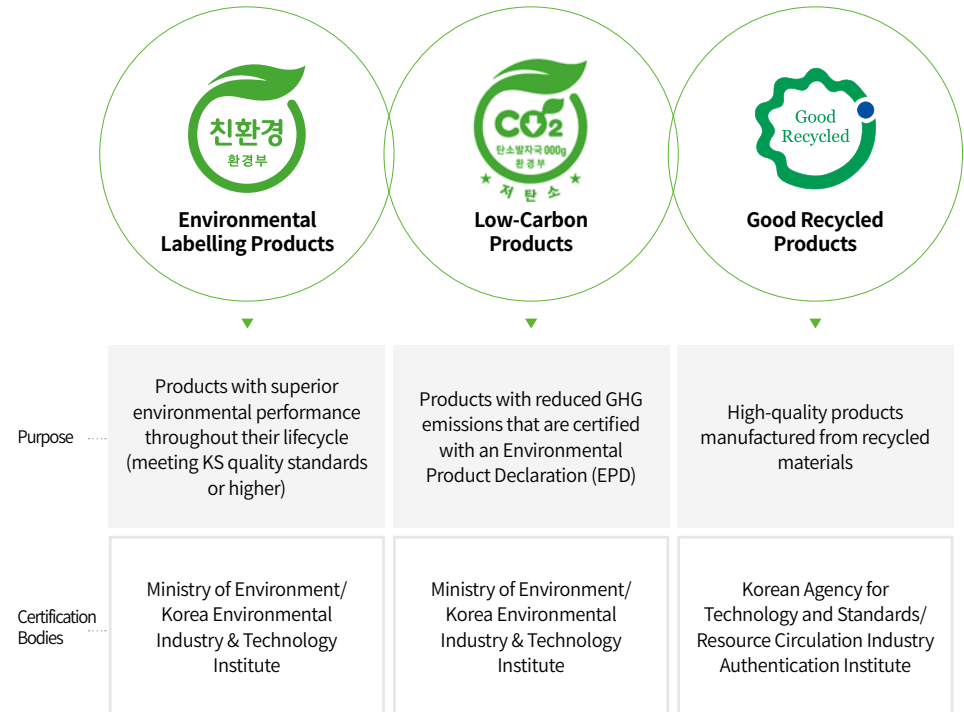 친환경
환경부
CO2
탄소발자국 000g
환경부
저탄소
Good
Recycled
Environmental
Labelling Products
Low-Carbon
Products
Good Recycled
Products
Purpose
Products with superior
environmental performance
throughout their lifecycle
(meeting KS quality standards
or higher)
Products with reduced GHG
emissions that are certified
with an Environmental
Product Declaration (EPD)
High-quality products
manufactured from recycled
materials
Certification
Bodies
Ministry of Environment/
Korea Environmental
Industry & Technology
Institute
Ministry of Environment/
Korea Environmental
Industry & Technology
Institute
Korean Agency for
Technology and Standards/
Resource Circulation Industry
Authentication Institute